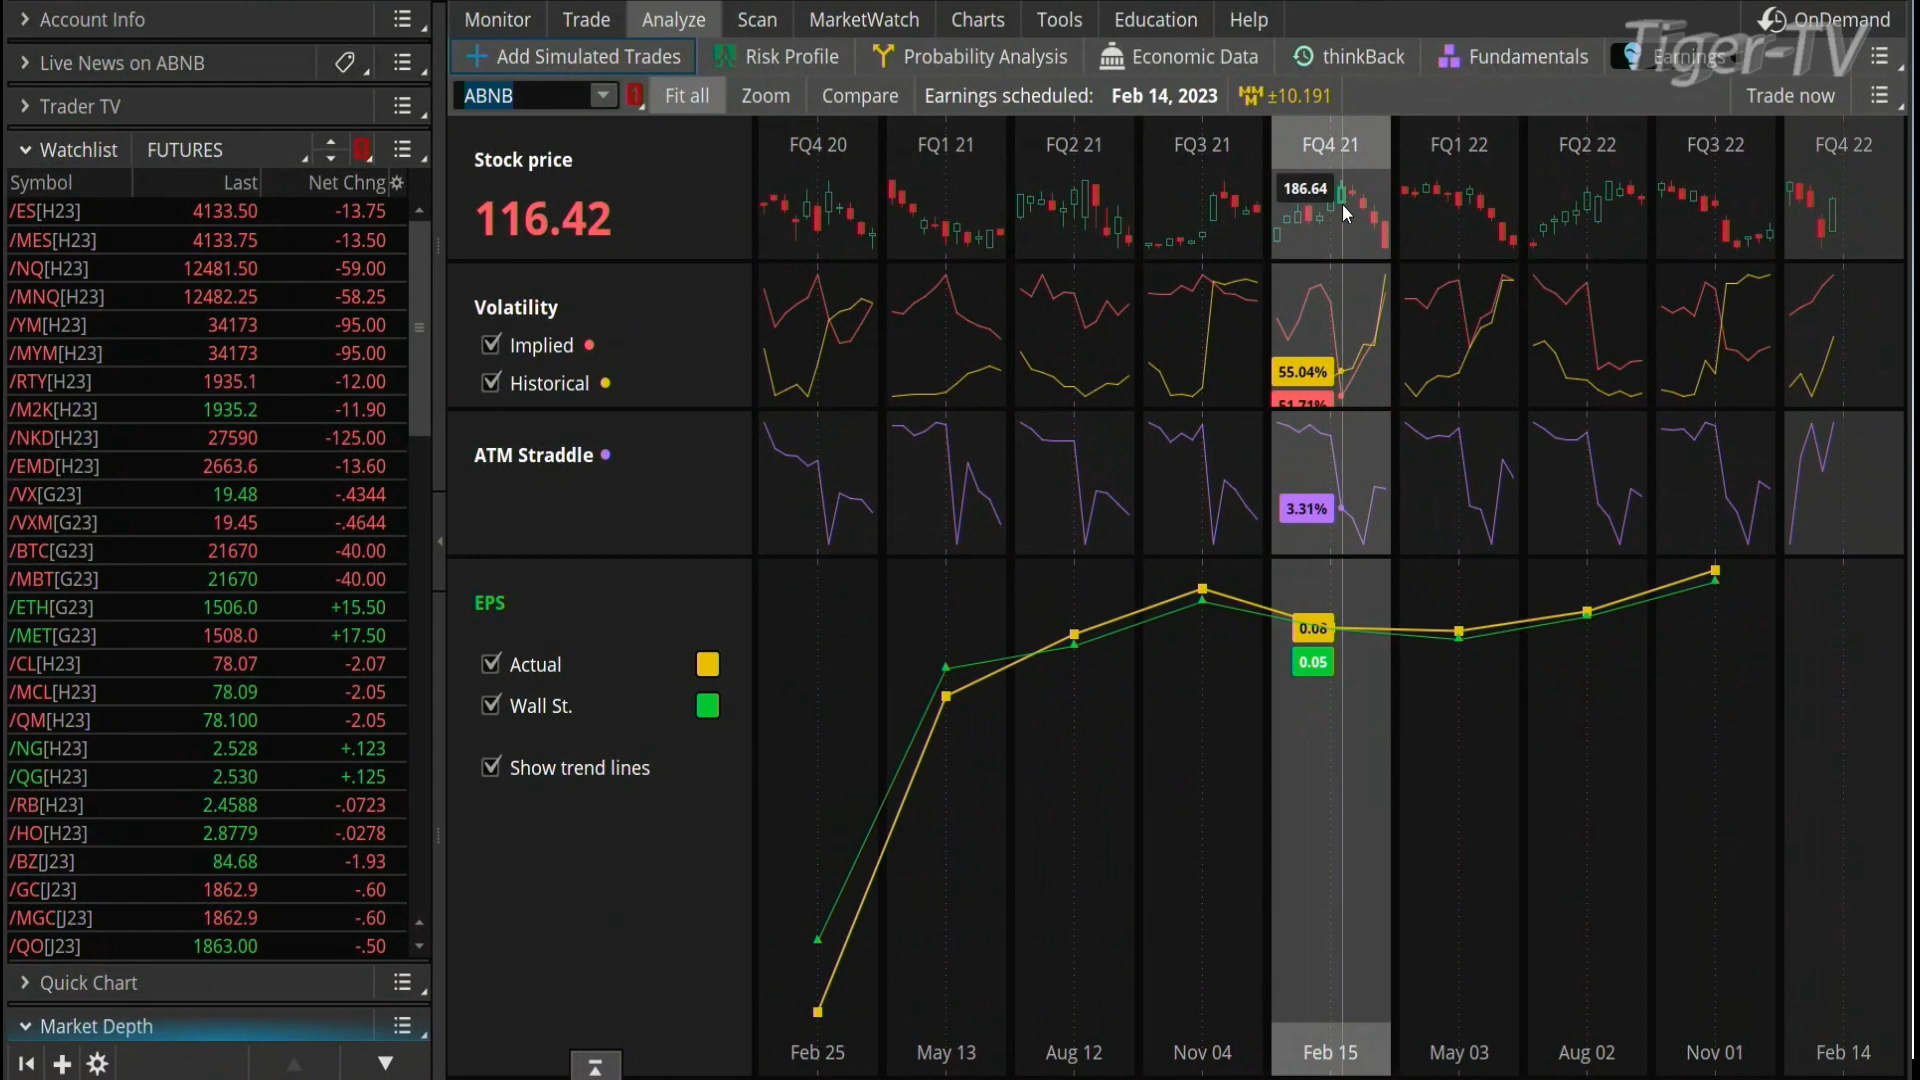 Account Info
Live News on ABNB
Trader TV
Watchlist FUTURES
Symbol Last Net Chng
/ES[H23] 4133.50 -13.75
/MES[H23] 4133.75 -13.50
/NQ[H23] 12481.50 -59.00
/MNQ[H23] 12482.25 -58.25
/YM[H23] 34173 -95.00
/MYM[H23] 34173 -95.00
/RTY[H23] 1935.1 -12.00
/M2K[H23] 1935.2 -11.90
/NKD[H23] 27590 -125.00
/EMD[H23] 2663.6 -13.60
/VX[G23] 19.48 -.4344
/VXM[G23] 19.45 -.4644
/BTC[G23] 21670 -40.00
/MBT[G23] 21670 -40.00
/ETH[G23] 1506.0 +15.50
/MET[G23] 1508.0 +17.50
/CL[H23] 78.07 -2.07
/MCL[H23] 78.09 -2.05
/QM[H23] 78.100 -2.05
/NG[H23] 2.528 +.123
/QG[H23] 2.530 +.125
/RB[H23] 2.4588 -.0723
/HO[H23] 2.8779 -.0278
/BZ[J23] 84.68 -1.93
/GC[J23] 1862.9 -.60
/MGC[J23] 1862.9 -.60
/QO[J23] 1863.00 -.50
Quick Chart
Market Depth
Monitor Trade Analyze Scan MarketWatch Charts Tools Education Help OnDemand
Tiger-TV
Add Simulated Trades Risk Profile Probability Analysis Economic Data thinkBack Fundamentals Earnings
ABNB 1 Fit all Zoom Compare Earnings scheduled: Feb 14, 2023 MM ±10.191 Trade now
FQ4 20 FQ1 21 FQ2 21 FQ3 21 FQ4 21 FQ1 22 FQ2 22 FQ3 22 FQ4 22
Stock price
186.64
116.42
Volatility
Implied
Historical
55.04%
51.71%
ATM Straddle
3.31%
EPS
0.08
0.05
Actual
Wall St.
Show trend lines
Feb 25 May 13 Aug 12 Nov 04 Feb 15 May 03 Aug 02 Nov 01 Feb 14